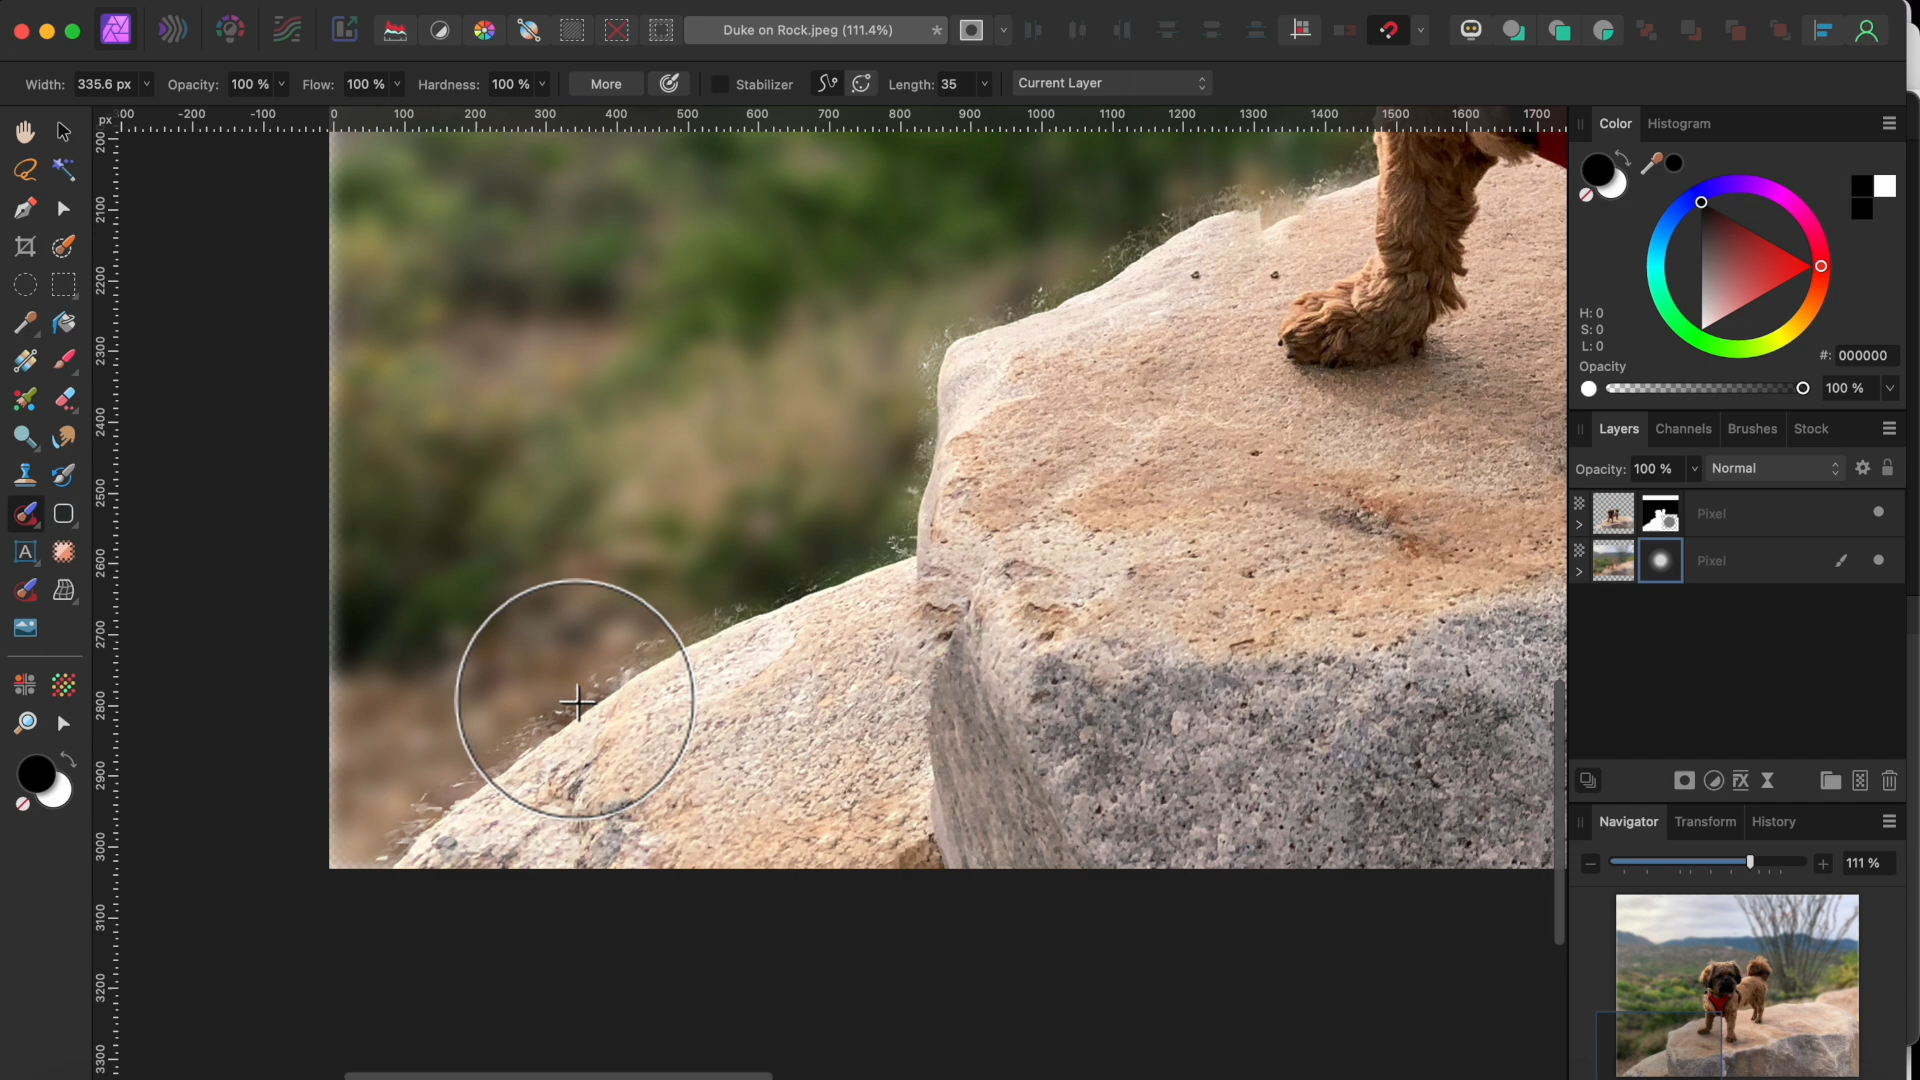 Duke on Rock.jpeg (111.4%) *
Width: 335.6 px Opacity: 100 % Flow: 100 % Hardness: 100 % More Stabilizer Length: 35 Current Layer
px 300 -200 -100 0 100 200 300 400 500 600 700 800 900 1000 1100 1200 1300 1400 1500 1600 1700
2000
2100
2200
2300
2400
2500
2600
2700
2800
2900
3000
3100
3200
3300
A
Color Histogram
H: 0
S: 0
L: 0
#: 000000
Opacity
100 %
Layers Channels Brushes Stock
Opacity: 100 % Normal
Pixel
Pixel
FX
Navigator Transform History
111 %